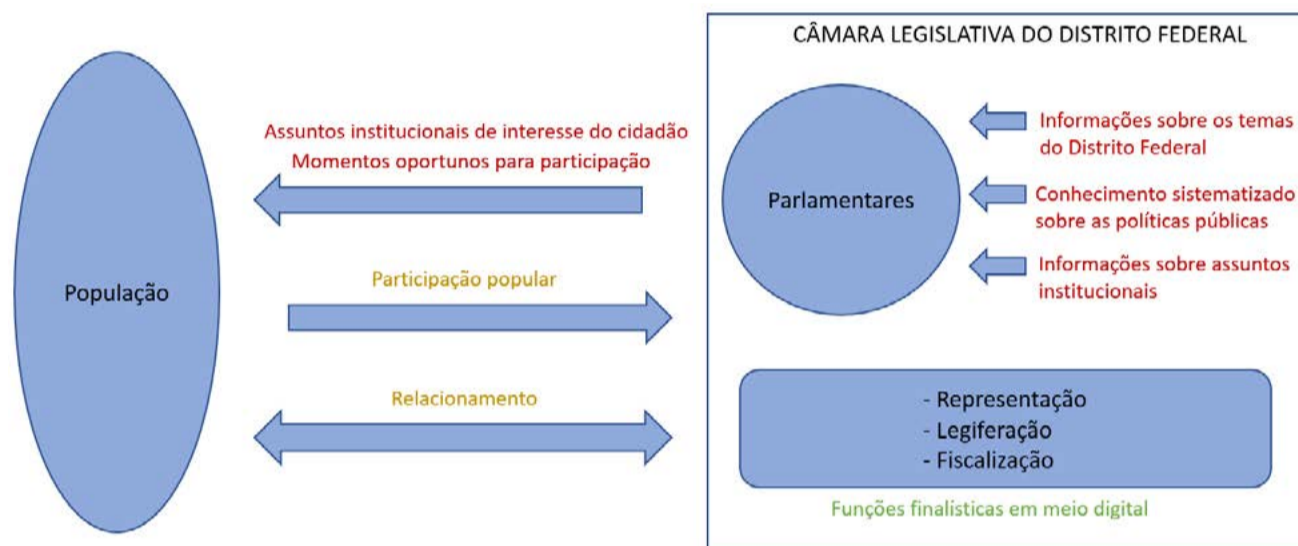 CÂMARA LEGISLATIVA DO DISTRITO FEDERAL
Assuntos institucionais de interesse do cidadão
Momentos oportunos para participação
Participação popular
Relacionamento
População
Parlamentares
Informações sobre os temas
do Distrito Federal
Conhecimento sistematizado
sobre as políticas públicas
Informações sobre assuntos
institucionais
- Representação
- Legiferação
- Fiscalização
Funções finalísticas em meio digital